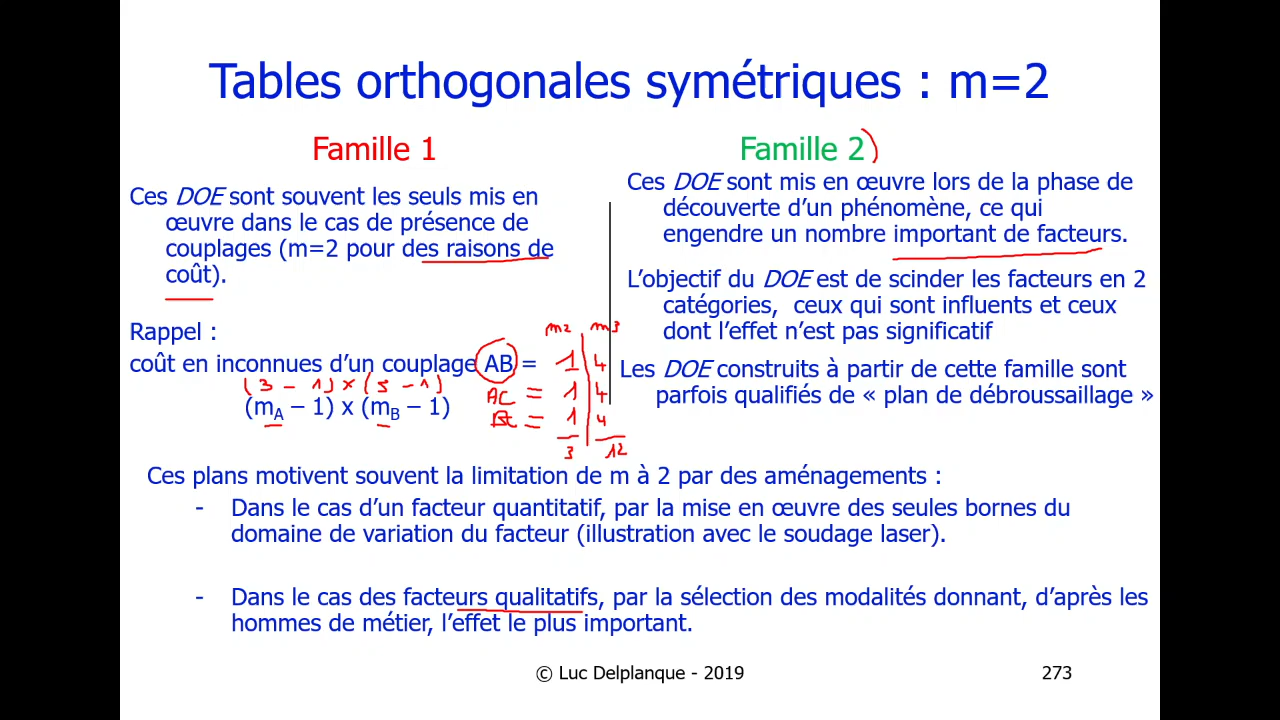 Tables orthogonales symétriques : m=2
Famille 1
Ces DOE sont souvent les seuls mis en
œuvre dans le cas de présence de
couplages (m=2 pour des raisons de
coût).
Rappel :
coût en inconnues d’un couplage AB =
(3 - 1) x (3 - 1)
(mA – 1) x (mB – 1)
m2 m3
1 4
AC = 1 4
BC = 1 4
3 12
Famille 2)
Ces DOE sont mis en œuvre lors de la phase de
découverte d’un phénomène, ce qui
engendre un nombre important de facteurs.
L’objectif du DOE est de scinder les facteurs en 2
catégories, ceux qui sont influents et ceux
dont l’effet n’est pas significatif
Les DOE construits à partir de cette famille sont
parfois qualifiés de « plan de débroussaillage »
Ces plans motivent souvent la limitation de m à 2 par des aménagements :
- Dans le cas d’un facteur quantitatif, par la mise en œuvre des seules bornes du
domaine de variation du facteur (illustration avec le soudage laser).
- Dans le cas des facteurs qualitatifs, par la sélection des modalités donnant, d’après les
hommes de métier, l’effet le plus important.
© Luc Delplanque - 2019
273